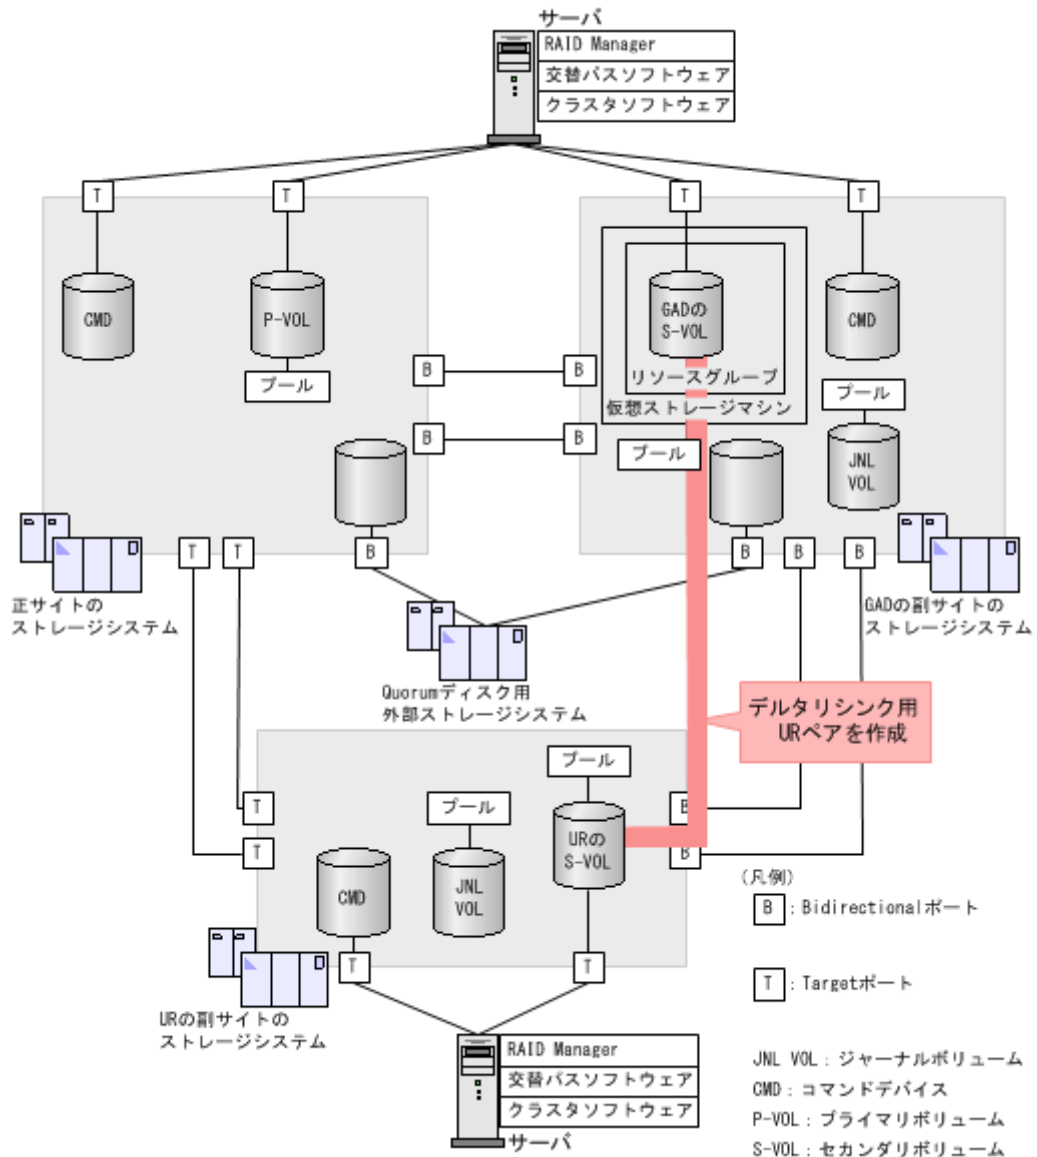 サーバ
RAID Manager
交替パスソフトウェア
クラスタソフトウェア
T
T
T
T
CMD
P-VOL
プール
GADの
S-VOL
リソースグループ
仮想ストレージマシン
CMD
プール
JNL
VOL
B
B
B
B
プール
T
T
B
B
B
B
正サイトの
ストレージシステム
GADの副サイトの
ストレージシステム
Quorumディスク用
外部ストレージシステム
デルタリシンク用
URペアを作成
プール
プール
T
T
B
B
CMD
JNL
VOL
URの
S-VOL
T
T
URの副サイトの
ストレージシステム
RAID Manager
交替パスソフトウェア
クラスタソフトウェア
サーバ
(凡例)
B：Bidirectionalポート
T：Targetポート
JNL VOL：ジャーナルボリューム
CMD：コマンドデバイス
P-VOL：プライマリボリューム
S-VOL：セカンダリボリューム